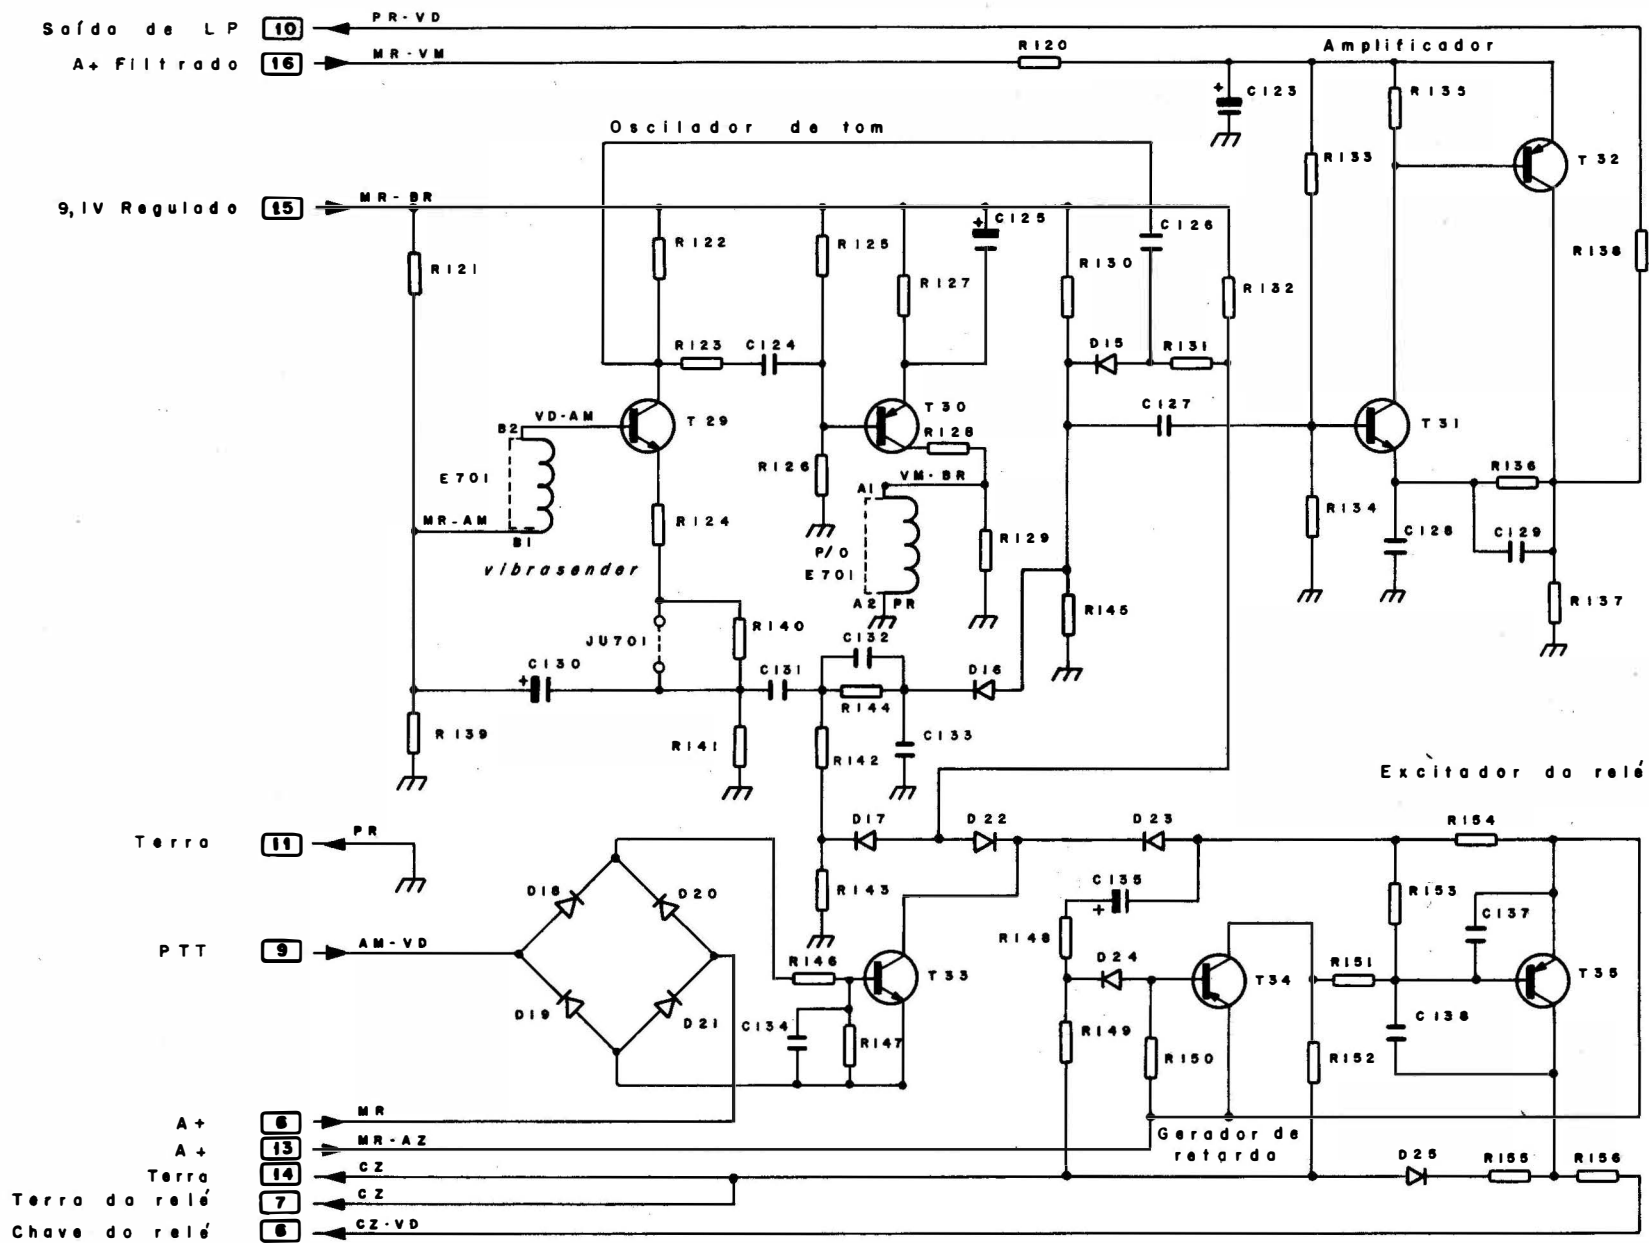 Saída de LP 10 PR-VD
A+ Filtrado 16 MR-VM
R120
Amplificador
C123
R135
R133
T32
R138
Oscilador de tom
9,1V Regulado 15 MR-BR
R121
R122
R125
R127
C125
R130
C126
R132
R123 C124
D15 R131
VD-AM
B2
T29
T30
R128
C127
T31
E701
MR-AM
B1
vibrasender
R124
R126
VM-BR
A1
P/O
E701
A2 PR
R129
R134
R136
C128
C129
R137
JU701
R140
R145
C130
C131
C132
R144
D16
R139
R141
R142
C133
Excitador da relé
Terra 11 PR
D17 D22 D23
R154
D18
D20
R143
C135
R153
C137
PTT 9 AM-VD
R148
D24
R146
T33
T34
R151
T35
D19
D21
C134
R147
R149
R150
R152
C138
A+ 6 MR
A+ 13 MR-AZ
Gerador de
retarda
Terra 14 CZ
D25 R155 R156
Terra da relé 7 CZ
Chave do relé CZ-VD